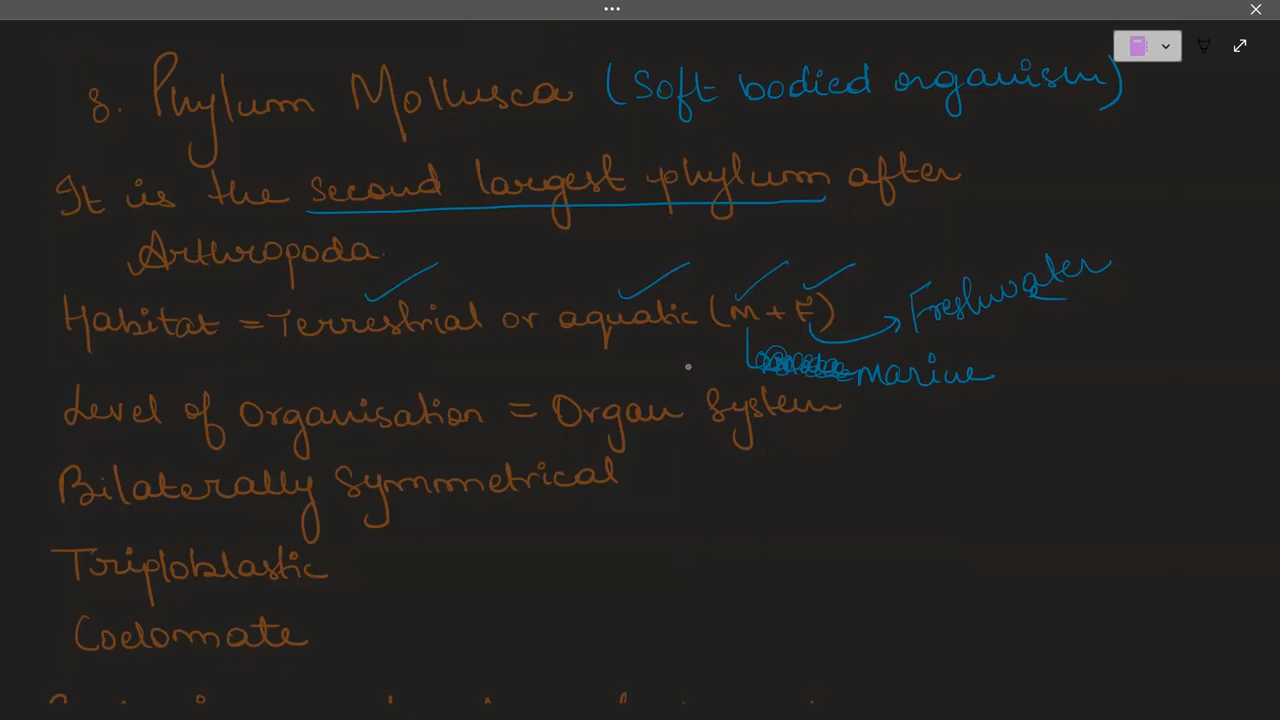 8. Phylum Mollusca (Soft bodied organism)
It is the second largest phylum after
Arthropoda.
Habitat = Terrestrial or aquatic (M + F) Freshwater
marine
Level of Organisation = Organ System
Bilaterally Symmetrical
Triploblastic
Coelomate